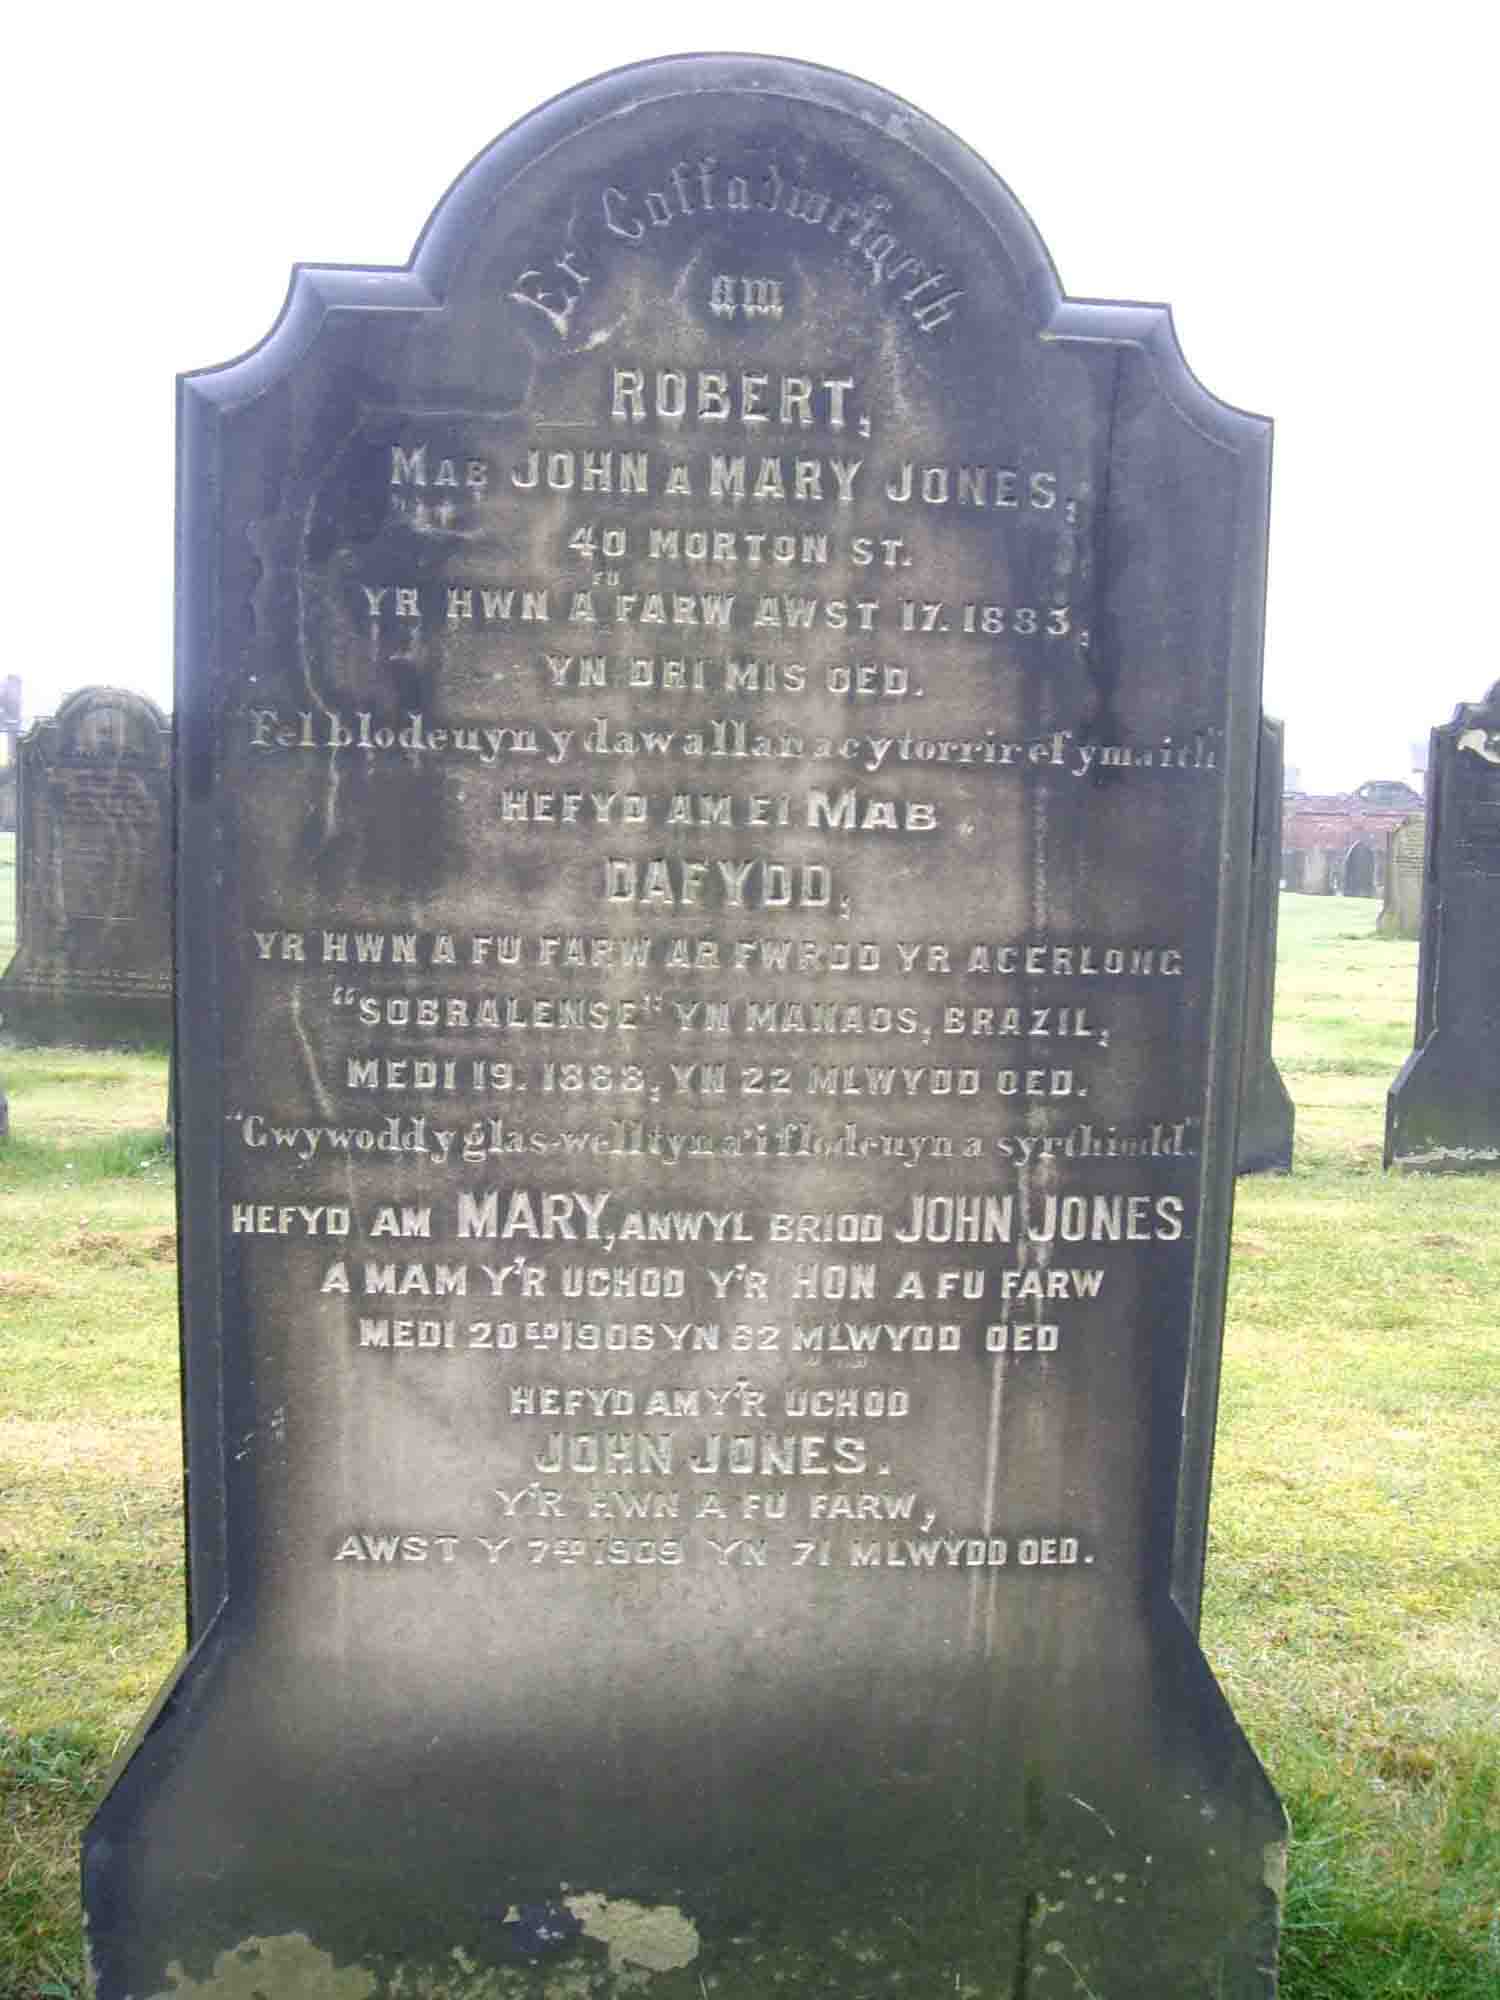 Er Coffadwriaeth
am
ROBERT,
MAB JOHN A MARY JONES,
40 MORTON ST.
YR HWN A FU FARW AWST 17. 1883,
YN DRI MIS OED.
"Fel blodeuyn y daw allan ac y torrir ef ymaith"
HEFYD AM EI MAB
DAFYDD,
YR HWN A FU FARW AR FWRDD YR AGERLONG
"SOBRALENSE" YN MANAOS, BRAZIL,
MEDI 19. 1888, YN 22 MLWYDD OED.
"Gwywodd y glas-welltyn a'i flodeuyn a syrthiodd."
HEFYD AM MARY, ANWYL BRIOD JOHN JONES
A MAM Y'R UCHOD Y'R HON A FU FARW
MEDI 20ED 1906 YN 62 MLWYDD OED
HEFYD AM Y'R UCHOD
JOHN JONES.
Y'R HWN A FU FARW,
AWST Y 7ED 1909 YN 71 MLWYDD OED.